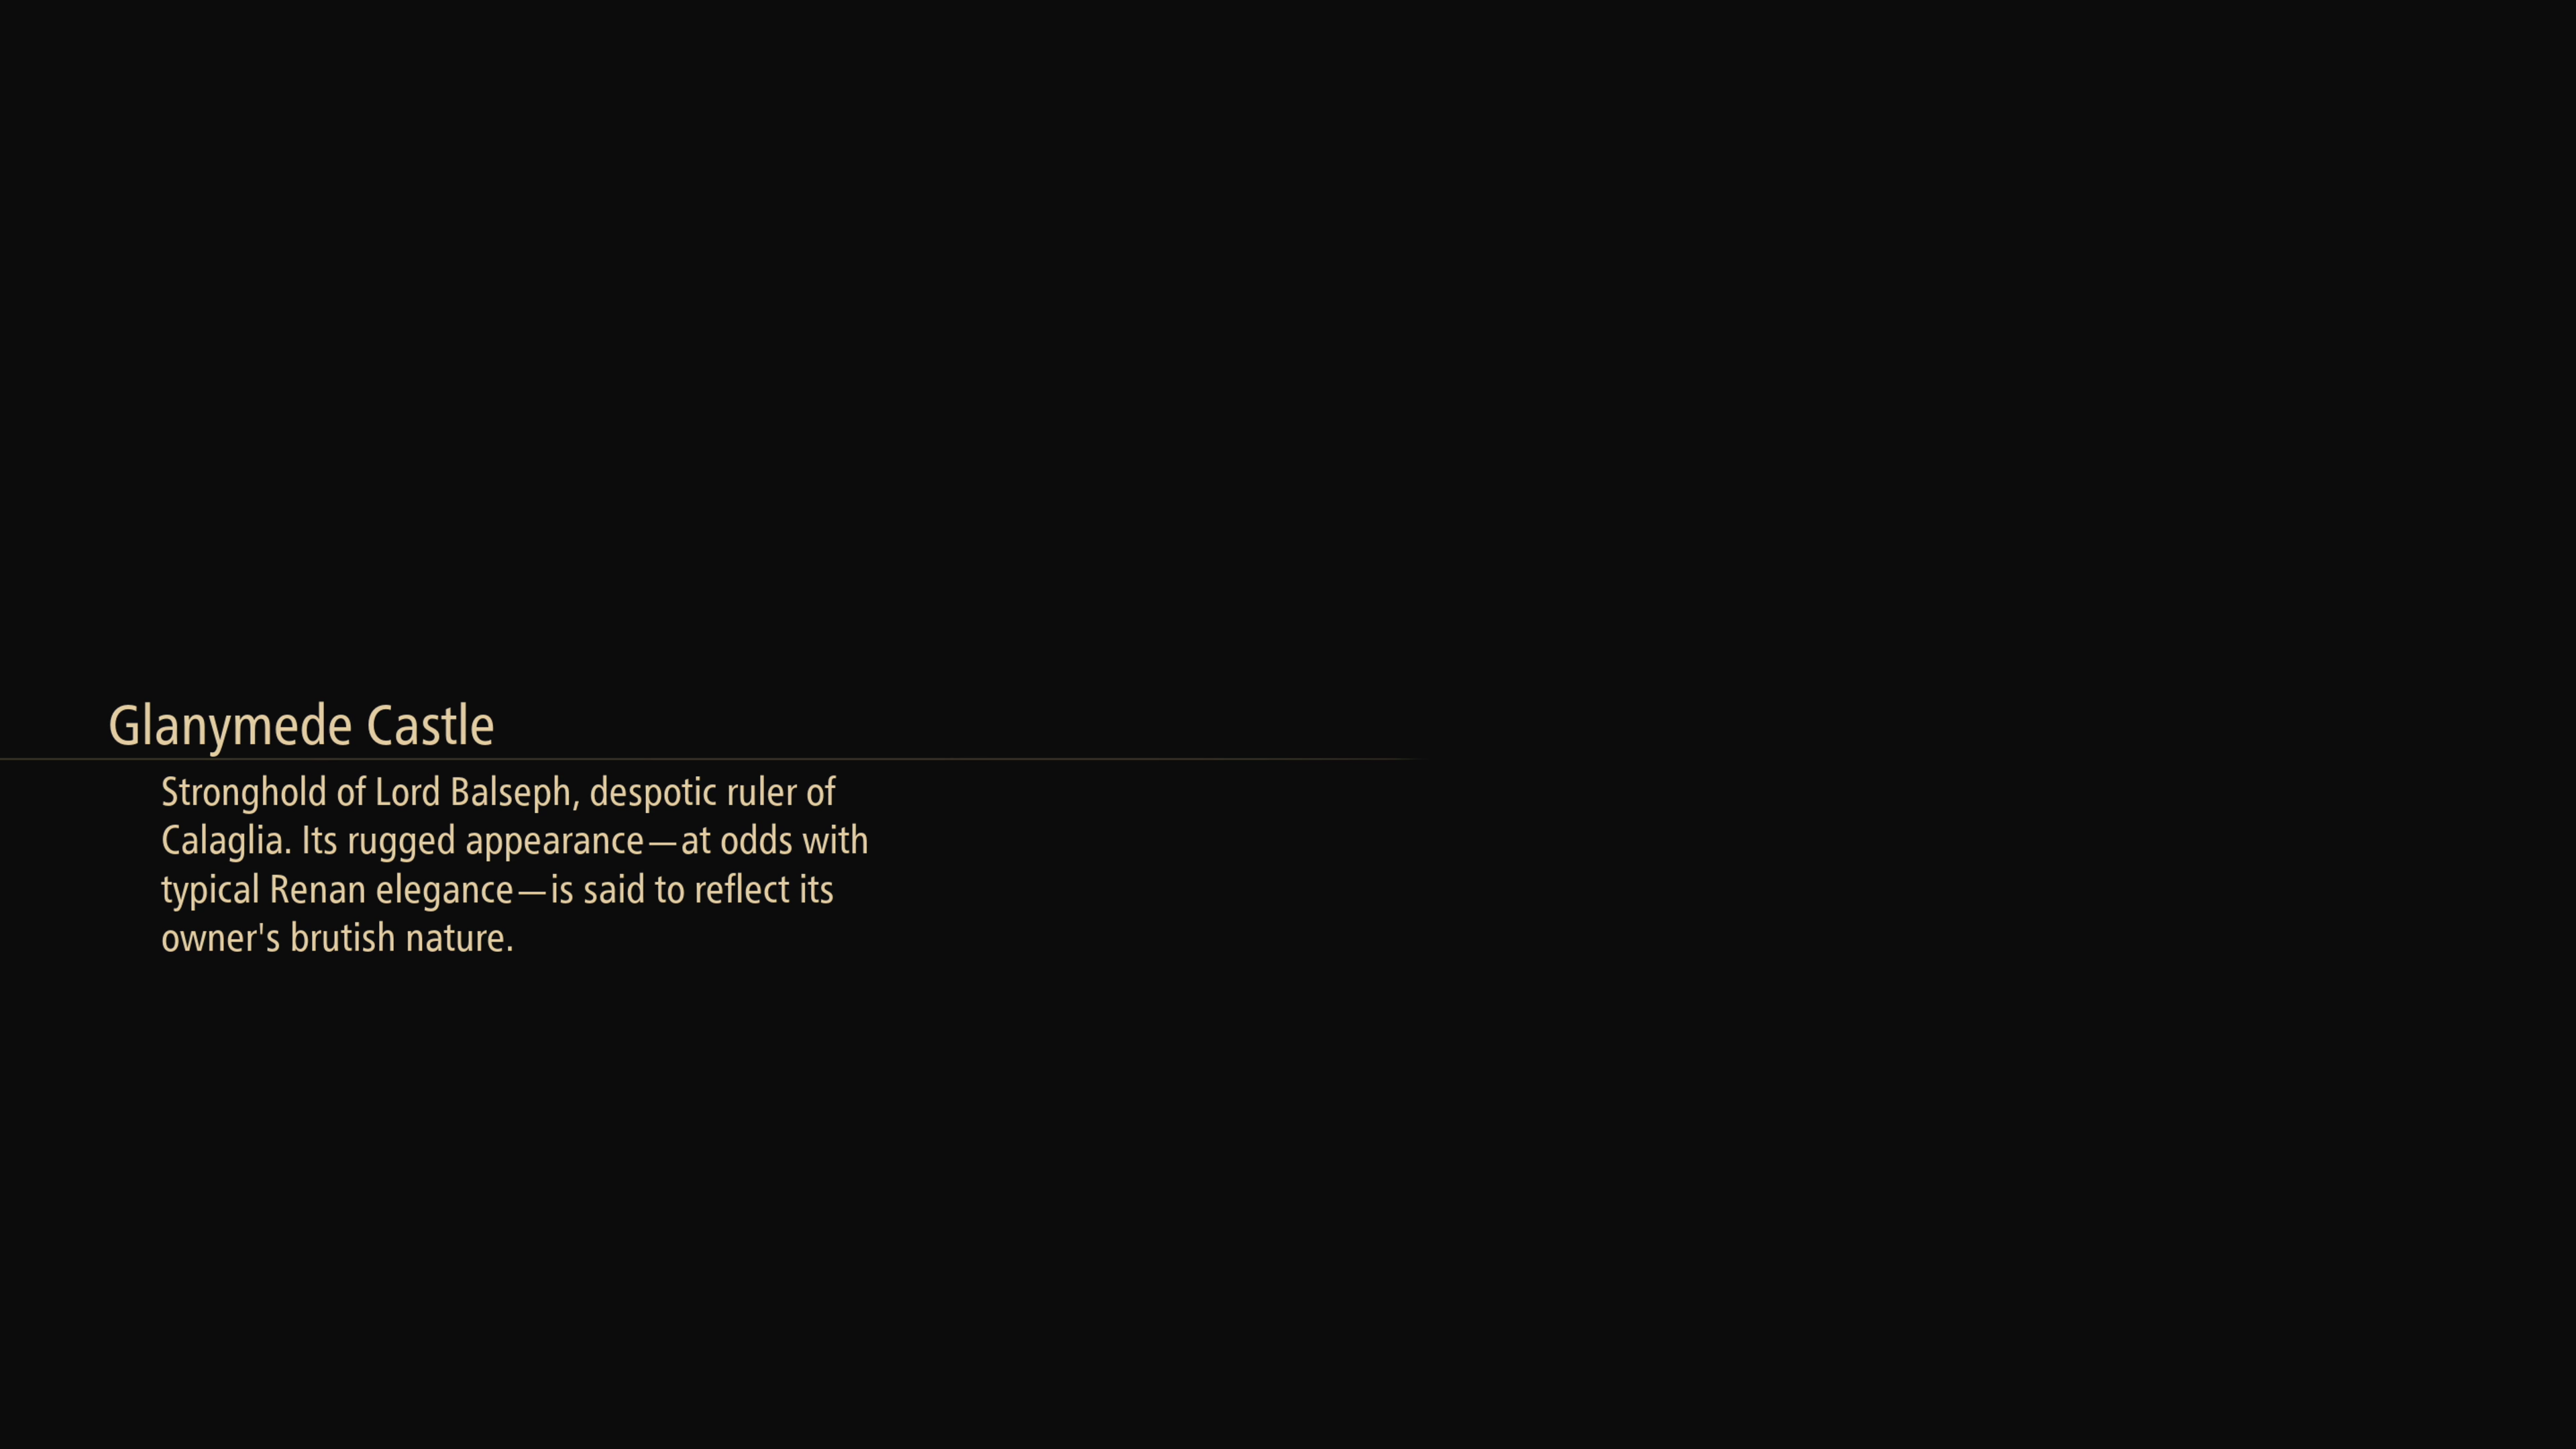 Glanymede Castle
Stronghold of Lord Balseph, despotic ruler of
Calaglia. Its rugged appearance—at odds with
typical Renan elegance—is said to reflect its
owner's brutish nature.